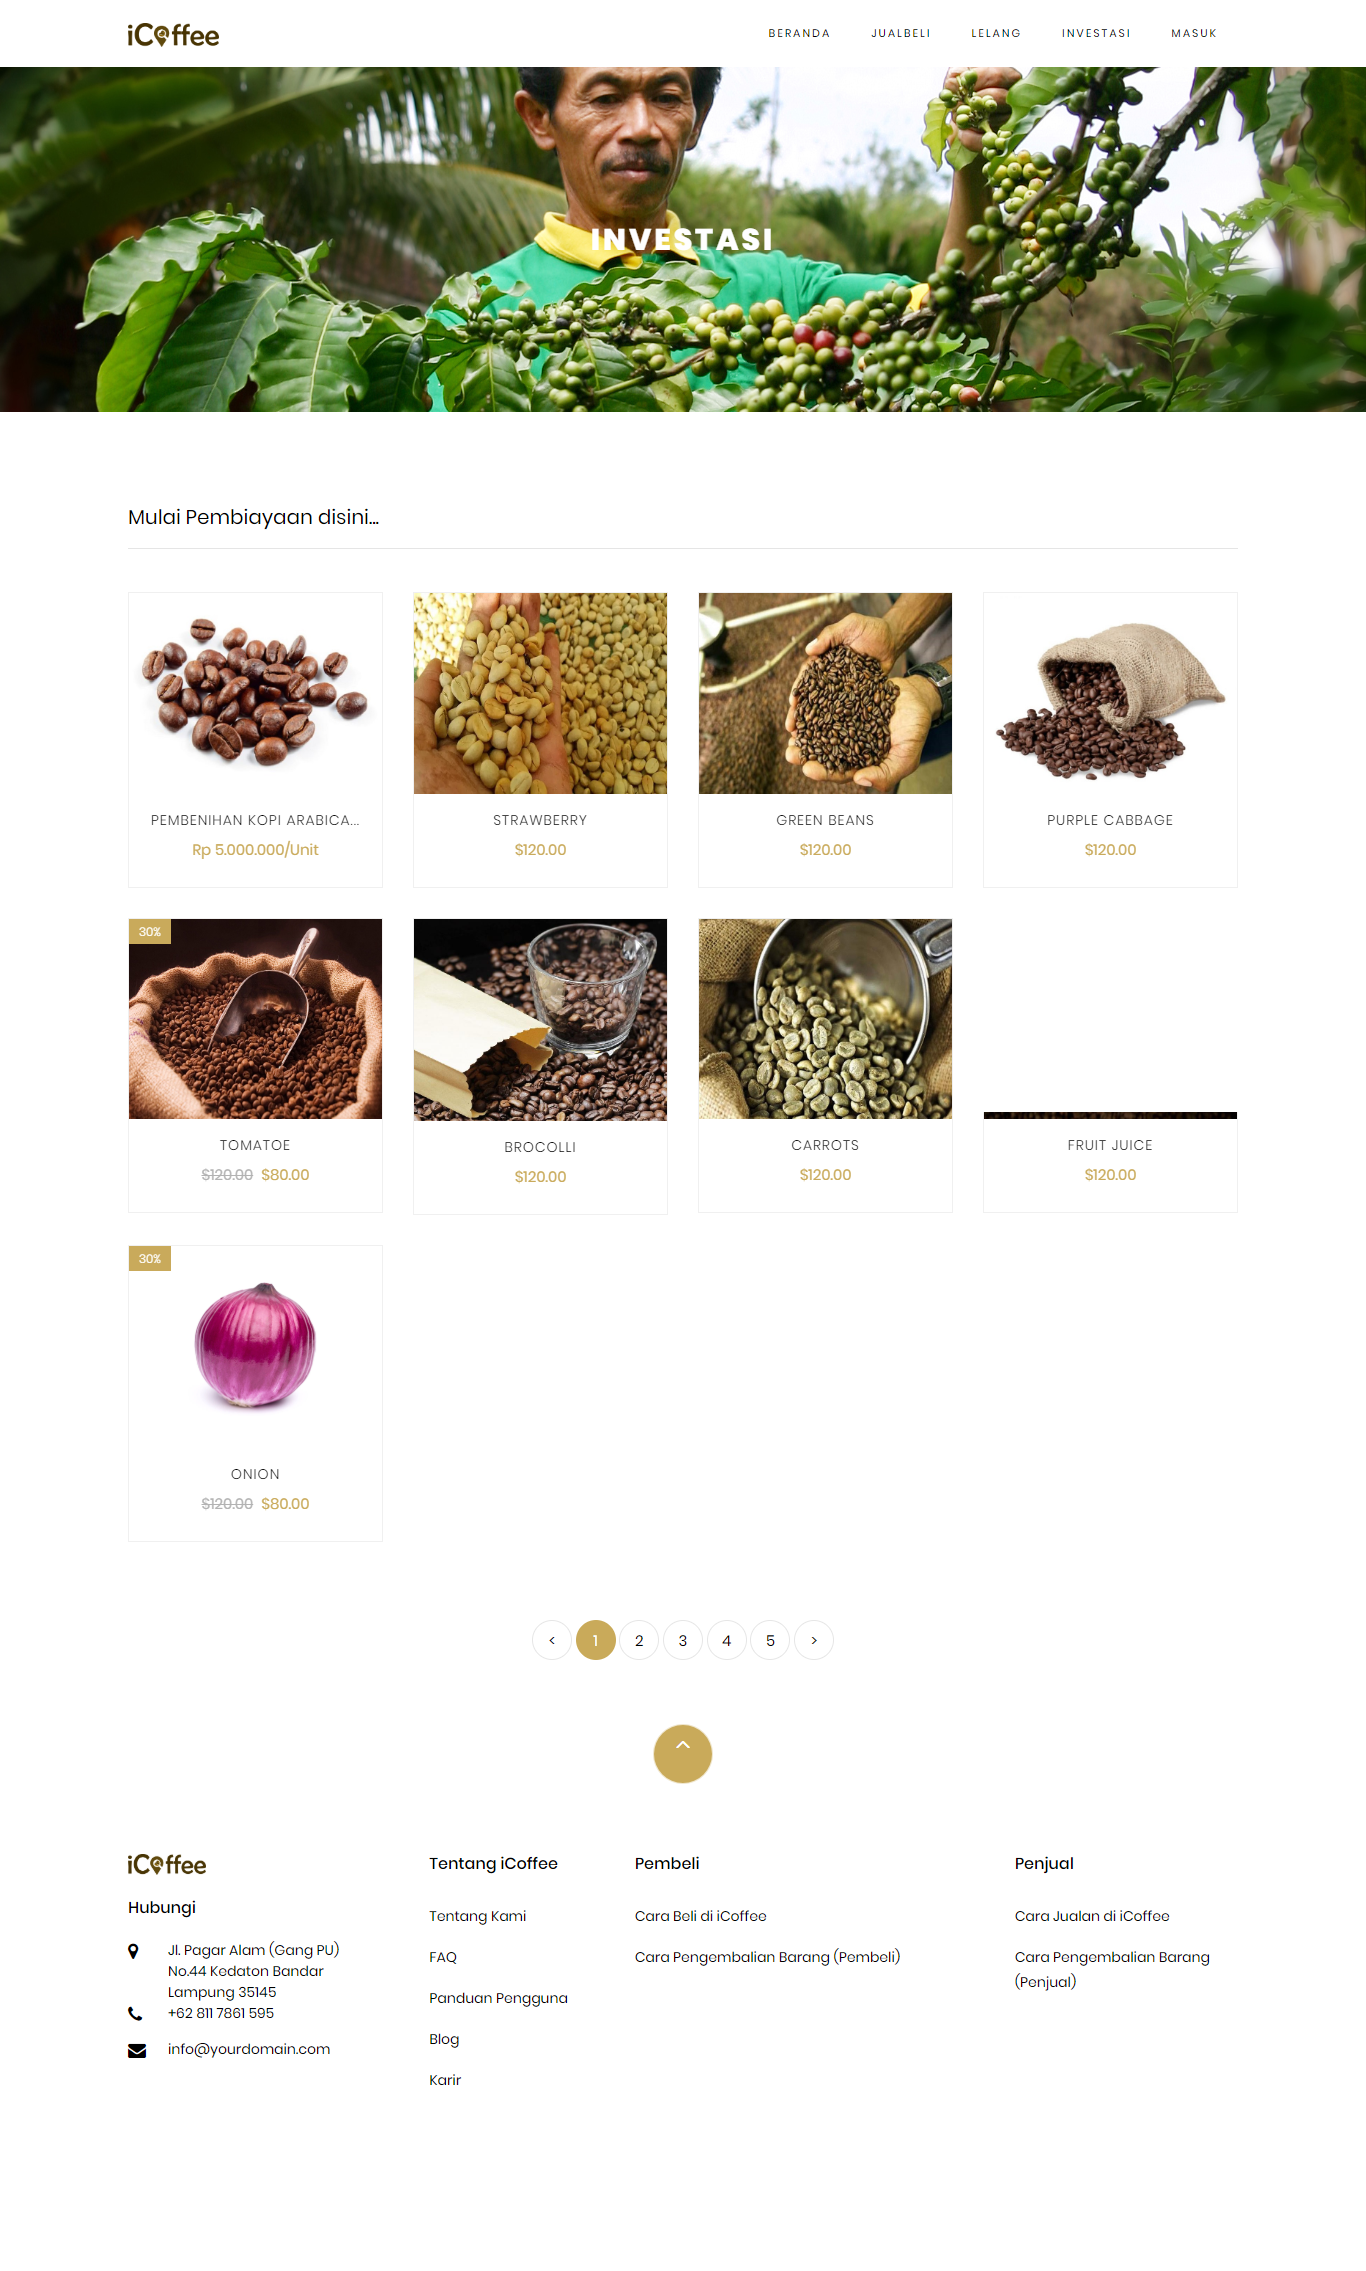 iCoffee
BERANDA JUALBELI LELANG INVESTASI MASUK
INVESTASI
Mulai Pembiayaan disini...
PEMBENIHAN KOPI ARABICA...
Rp 5.000.000/Unit
STRAWBERRY
$120.00
GREEN BEANS
$120.00
PURPLE CABBAGE
$120.00
30%
TOMATOE
$120.00 $80.00
BROCOLLI
$120.00
CARROTS
$120.00
FRUIT JUICE
$120.00
30%
ONION
$120.00 $80.00
< 1 2 3 4 5 >
iCoffee
Hubungi
Jl. Pagar Alam (Gang PU)
No.44 Kedaton Bandar
Lampung 35145
+62 811 7861 595
info@yourdomain.com
Tentang iCoffee
Tentang Kami
FAQ
Panduan Pengguna
Blog
Karir
Pembeli
Cara Beli di iCoffee
Cara Pengembalian Barang (Pembeli)
Penjual
Cara Jualan di iCoffee
Cara Pengembalian Barang
(Penjual)